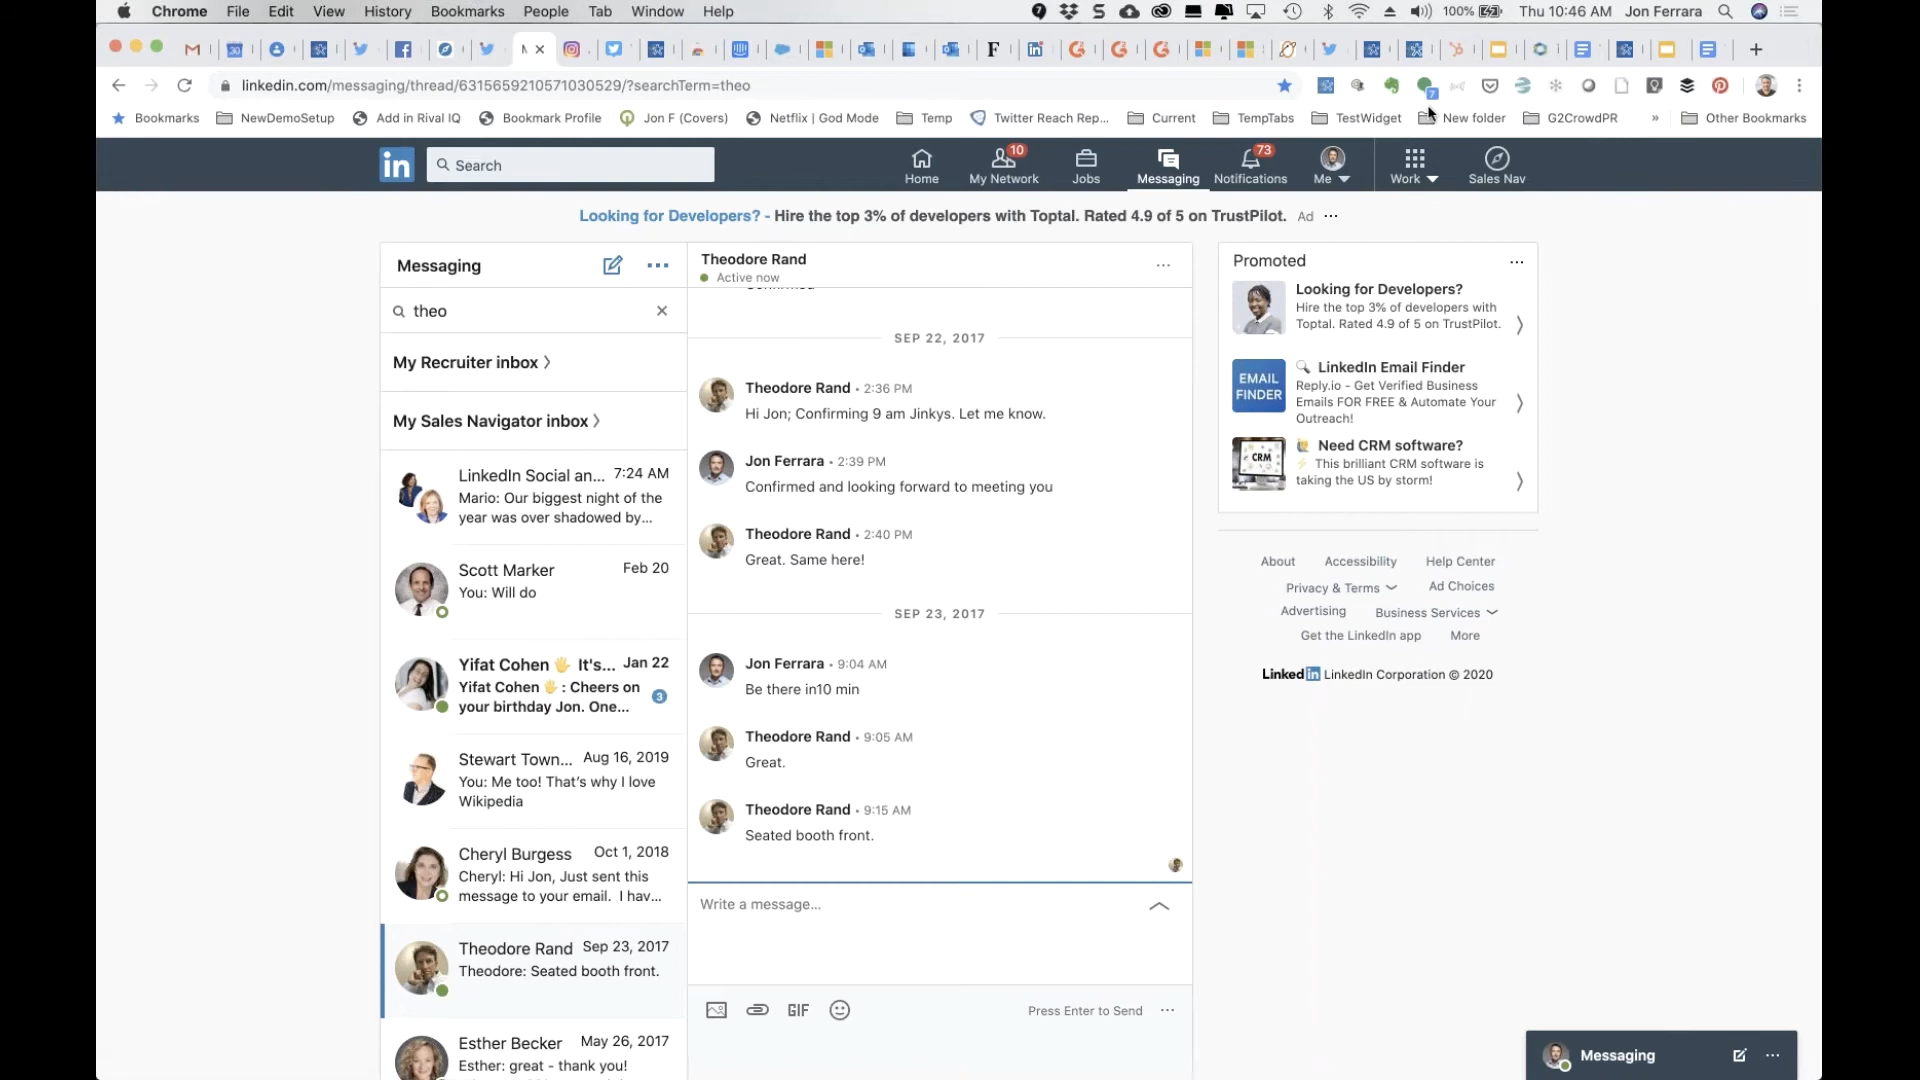 Chrome File Edit View History Bookmarks People Tab Window Help 100% Thu 10:46 AM Jon Ferrara
linkedin.com/messaging/thread/6315659210571030529/?searchTerm=theo
Bookmarks NewDemoSetup Add in Rival IQ Bookmark Profile Jon F (Covers) Netflix | God Mode Temp Twitter Reach Rep... Current TempTabs TestWidget New folder G2CrowdPR » Other Bookmarks
in Search
Home
10 My Network
Jobs
Messaging
73 Notifications
Me
Work
Sales Nav
Looking for Developers? - Hire the top 3% of developers with Toptal. Rated 4.9 of 5 on TrustPilot. Ad ...
Messaging
theo
My Recruiter inbox
My Sales Navigator inbox
LinkedIn Social an... 7:24 AM
Mario: Our biggest night of the
year was over shadowed by...
Scott Marker Feb 20
You: Will do
Yifat Cohen 🖐 It's... Jan 22
Yifat Cohen 🖐 : Cheers on
your birthday Jon. One... 3
Stewart Town... Aug 16, 2019
You: Me too! That's why I love
Wikipedia
Cheryl Burgess Oct 1, 2018
Cheryl: Hi Jon, Just sent this
message to your email. I hav...
Theodore Rand Sep 23, 2017
Theodore: Seated booth front.
Esther Becker May 26, 2017
Esther: great - thank you!
Theodore Rand
Active now
SEP 22, 2017
Theodore Rand • 2:36 PM
Hi Jon; Confirming 9 am Jinkys. Let me know.
Jon Ferrara • 2:39 PM
Confirmed and looking forward to meeting you
Theodore Rand • 2:40 PM
Great. Same here!
SEP 23, 2017
Jon Ferrara • 9:04 AM
Be there in10 min
Theodore Rand • 9:05 AM
Great.
Theodore Rand • 9:15 AM
Seated booth front.
Write a message...
GIF Press Enter to Send
Promoted
Looking for Developers?
Hire the top 3% of developers with
Toptal. Rated 4.9 of 5 on TrustPilot.
EMAIL
FINDER
🔍 LinkedIn Email Finder
Reply.io - Get Verified Business
Emails FOR FREE & Automate Your
Outreach!
CRM
Need CRM software?
⚡ This brilliant CRM software is
taking the US by storm!
About Accessibility Help Center
Privacy & Terms Ad Choices
Advertising Business Services
Get the LinkedIn app More
Linkedin LinkedIn Corporation © 2020
Messaging